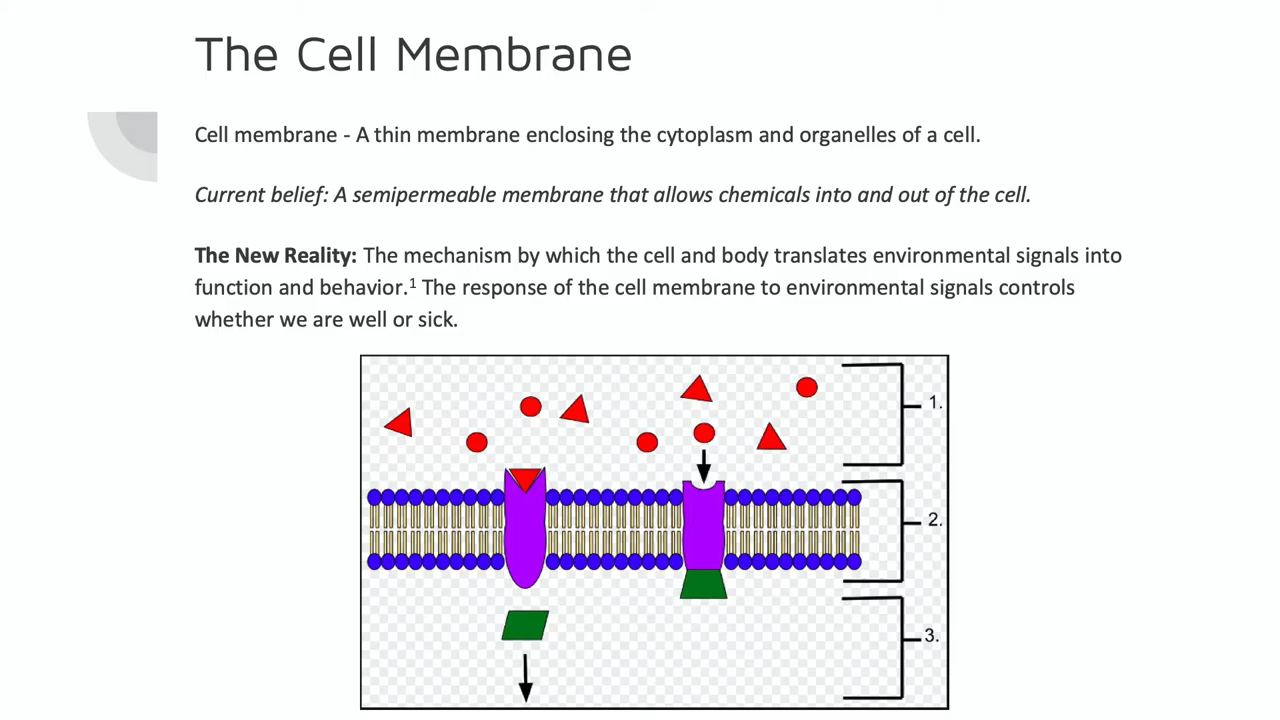 The Cell Membrane
Cell membrane - A thin membrane enclosing the cytoplasm and organelles of a cell.
Current belief: A semipermeable membrane that allows chemicals into and out of the cell.
The New Reality: The mechanism by which the cell and body translates environmental signals into
function and behavior.¹ The response of the cell membrane to environmental signals controls
whether we are well or sick.
1.
2.
3.